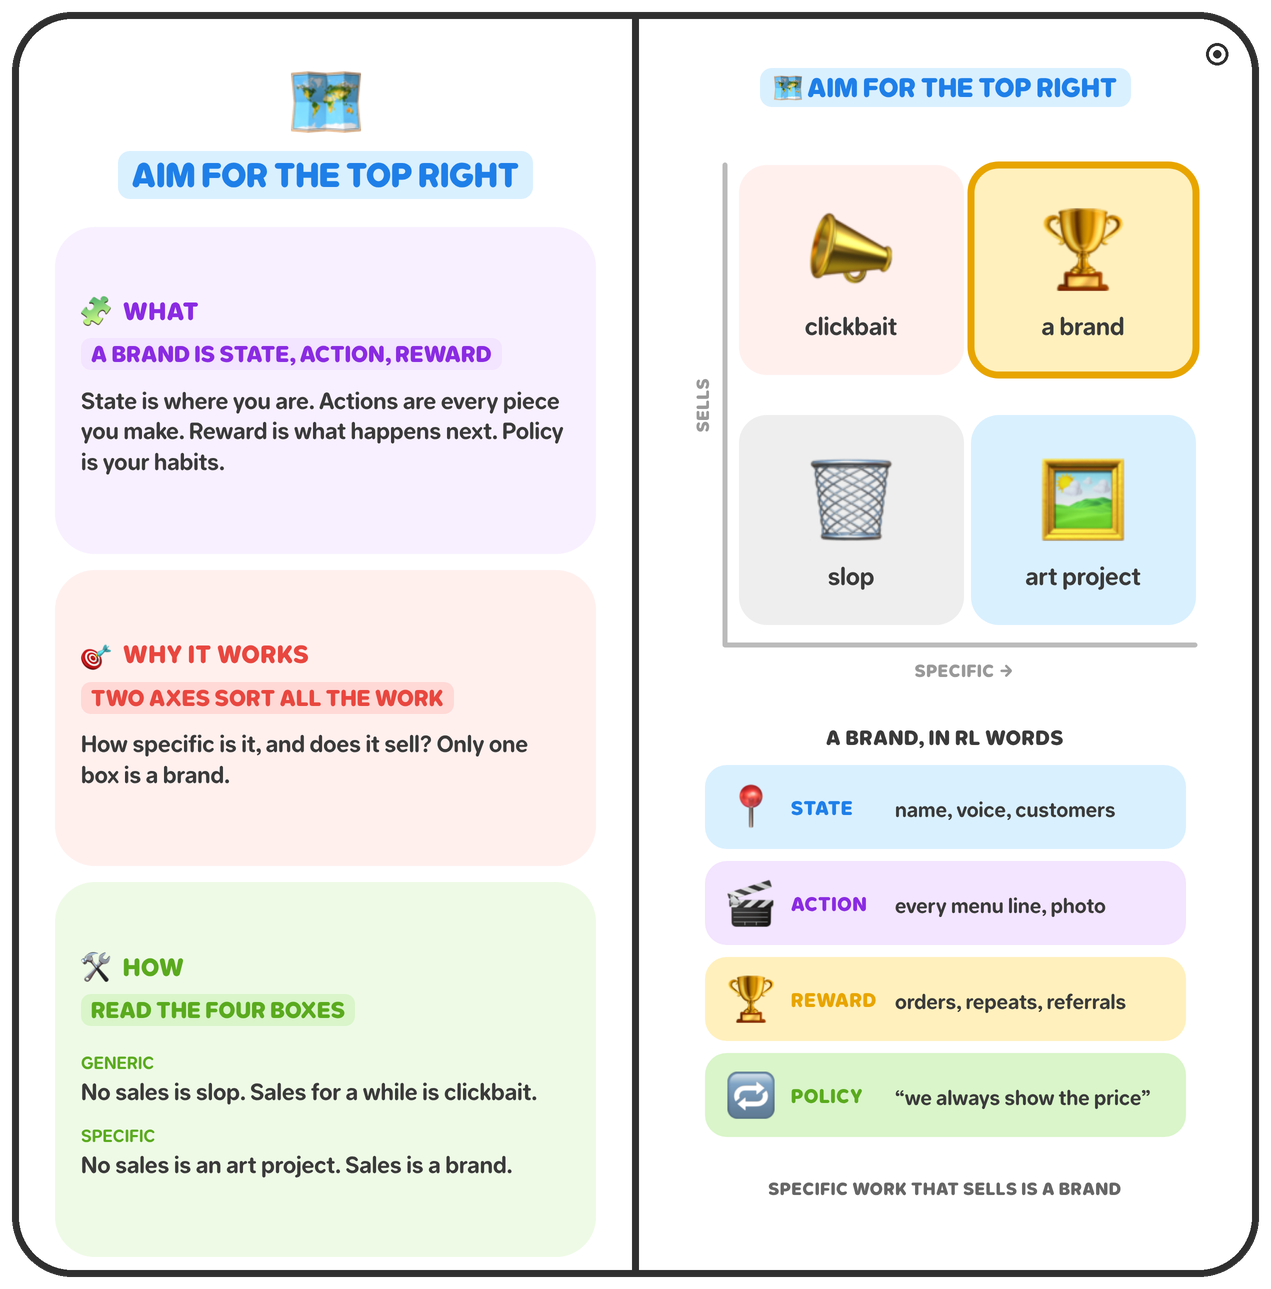 AIM FOR THE TOP RIGHT
WHAT
A BRAND IS STATE, ACTION, REWARD
State is where you are. Actions are every piece
you make. Reward is what happens next. Policy
is your habits.
WHY IT WORKS
TWO AXES SORT ALL THE WORK
How specific is it, and does it sell? Only one
box is a brand.
HOW
READ THE FOUR BOXES
GENERIC
No sales is slop. Sales for a while is clickbait.
SPECIFIC
No sales is an art project. Sales is a brand.
AIM FOR THE TOP RIGHT
SELLS
clickbait
a brand
slop
art project
SPECIFIC →
A BRAND, IN RL WORDS
STATE name, voice, customers
ACTION every menu line, photo
REWARD orders, repeats, referrals
POLICY “we always show the price”
SPECIFIC WORK THAT SELLS IS A BRAND